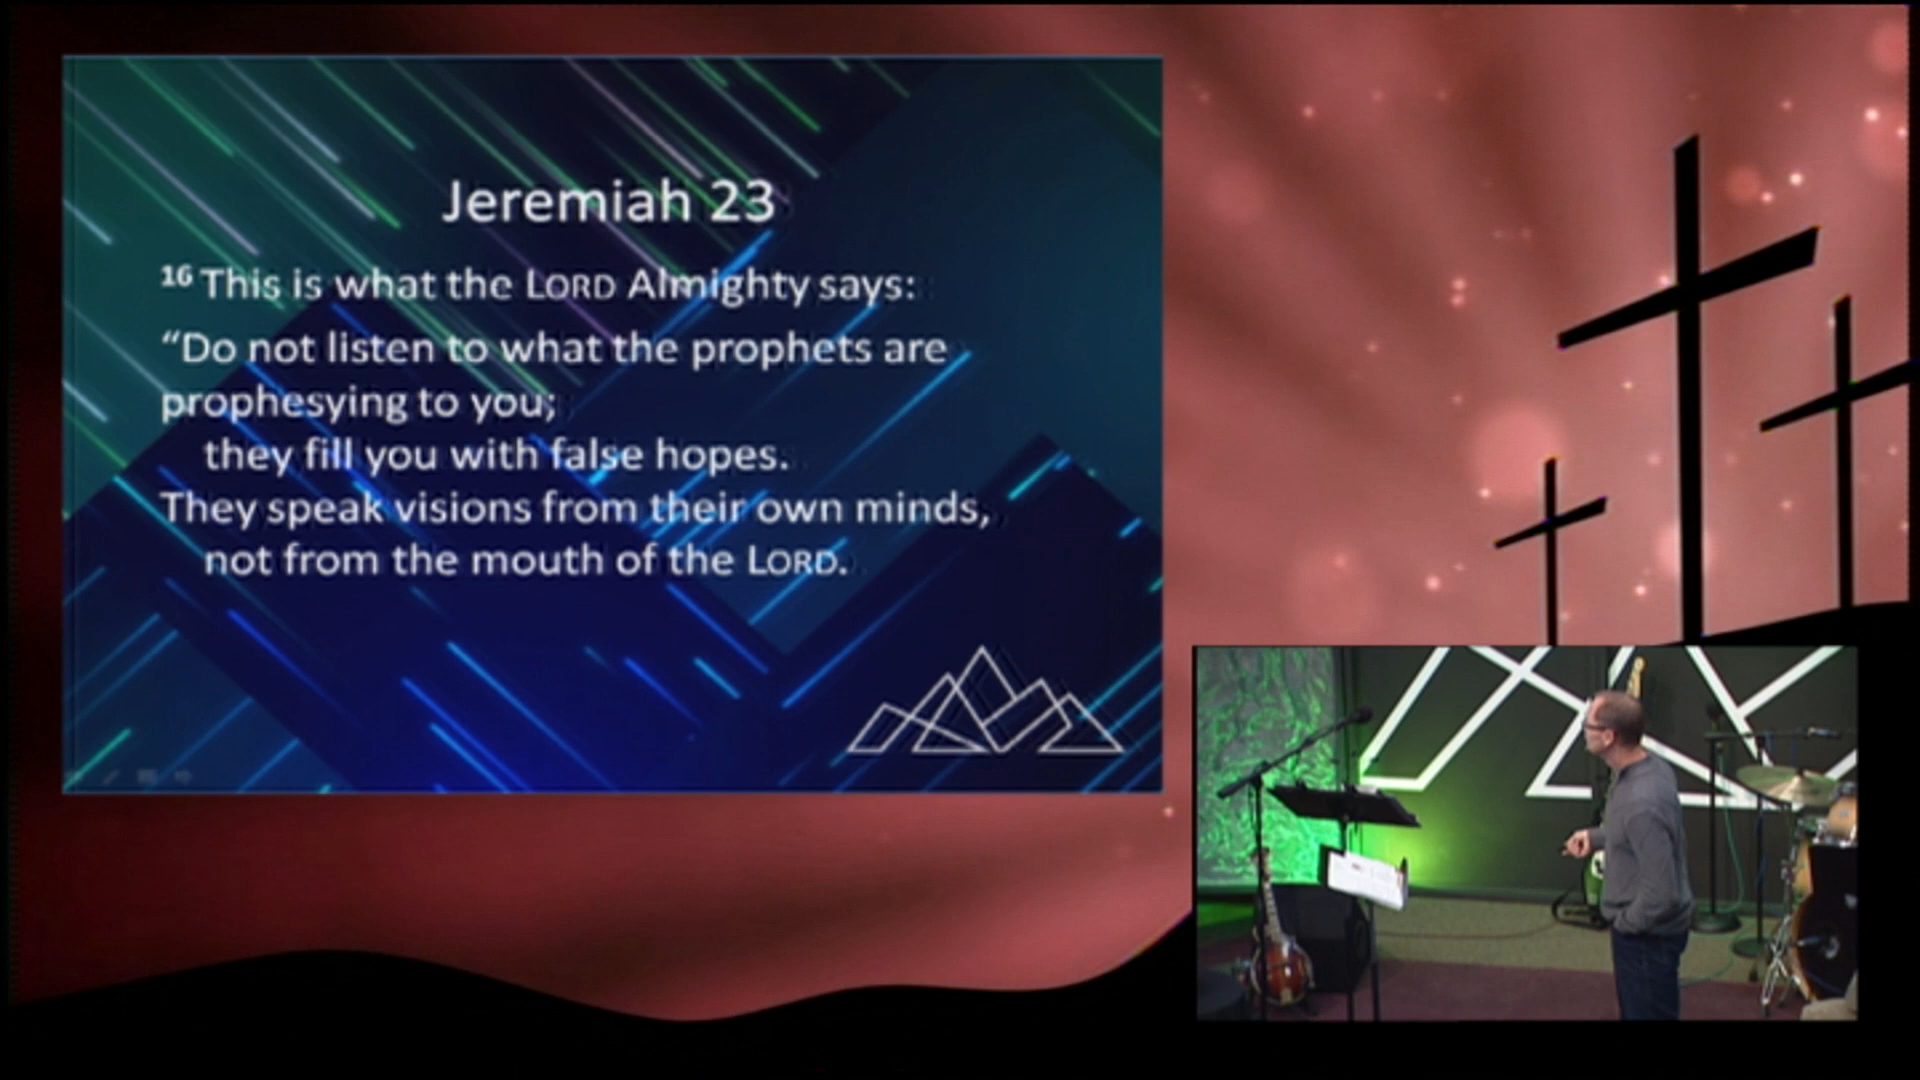 Jeremiah 23
16 This is what the LORD Almighty says:
“Do not listen to what the prophets are
prophesying to you;
they fill you with false hopes.
They speak visions from their own minds,
not from the mouth of the LORD.